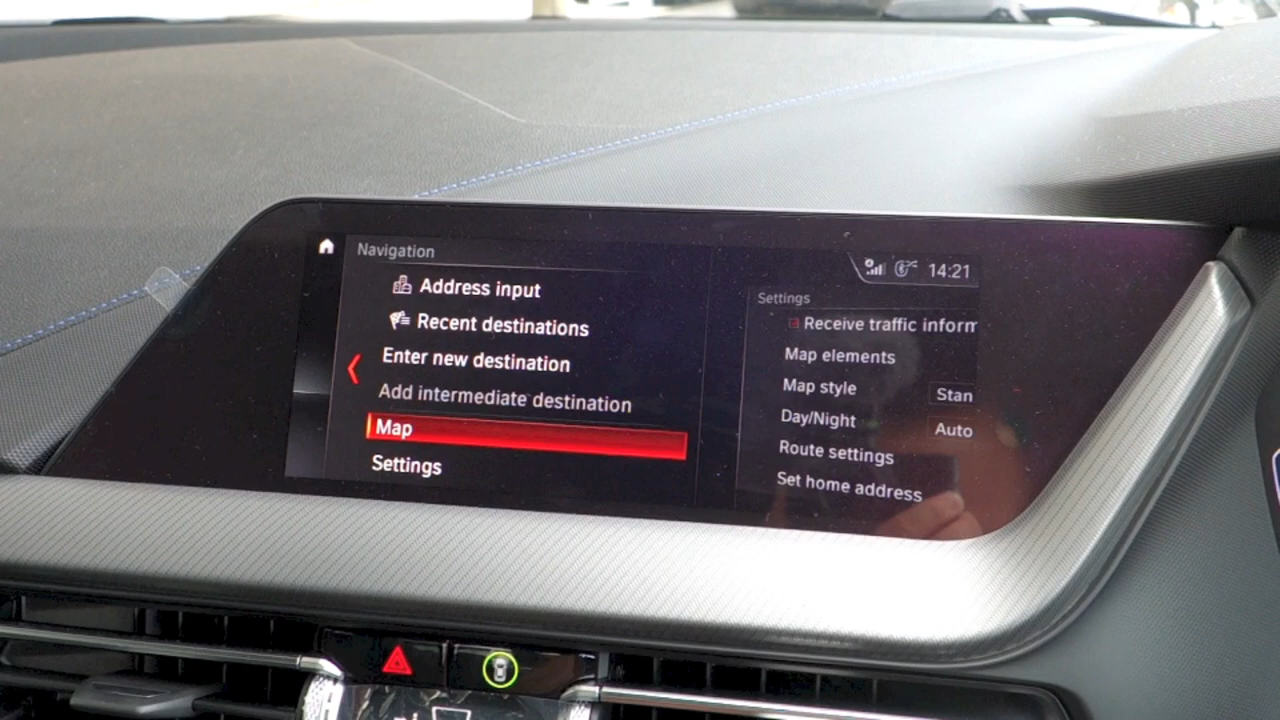 Navigation
Address input
Recent destinations
Enter new destination
Add intermediate destination
Map
Settings
14:21
Settings
Receive traffic inform
Map elements
Map style Stan
Day/Night Auto
Route settings
Set home address